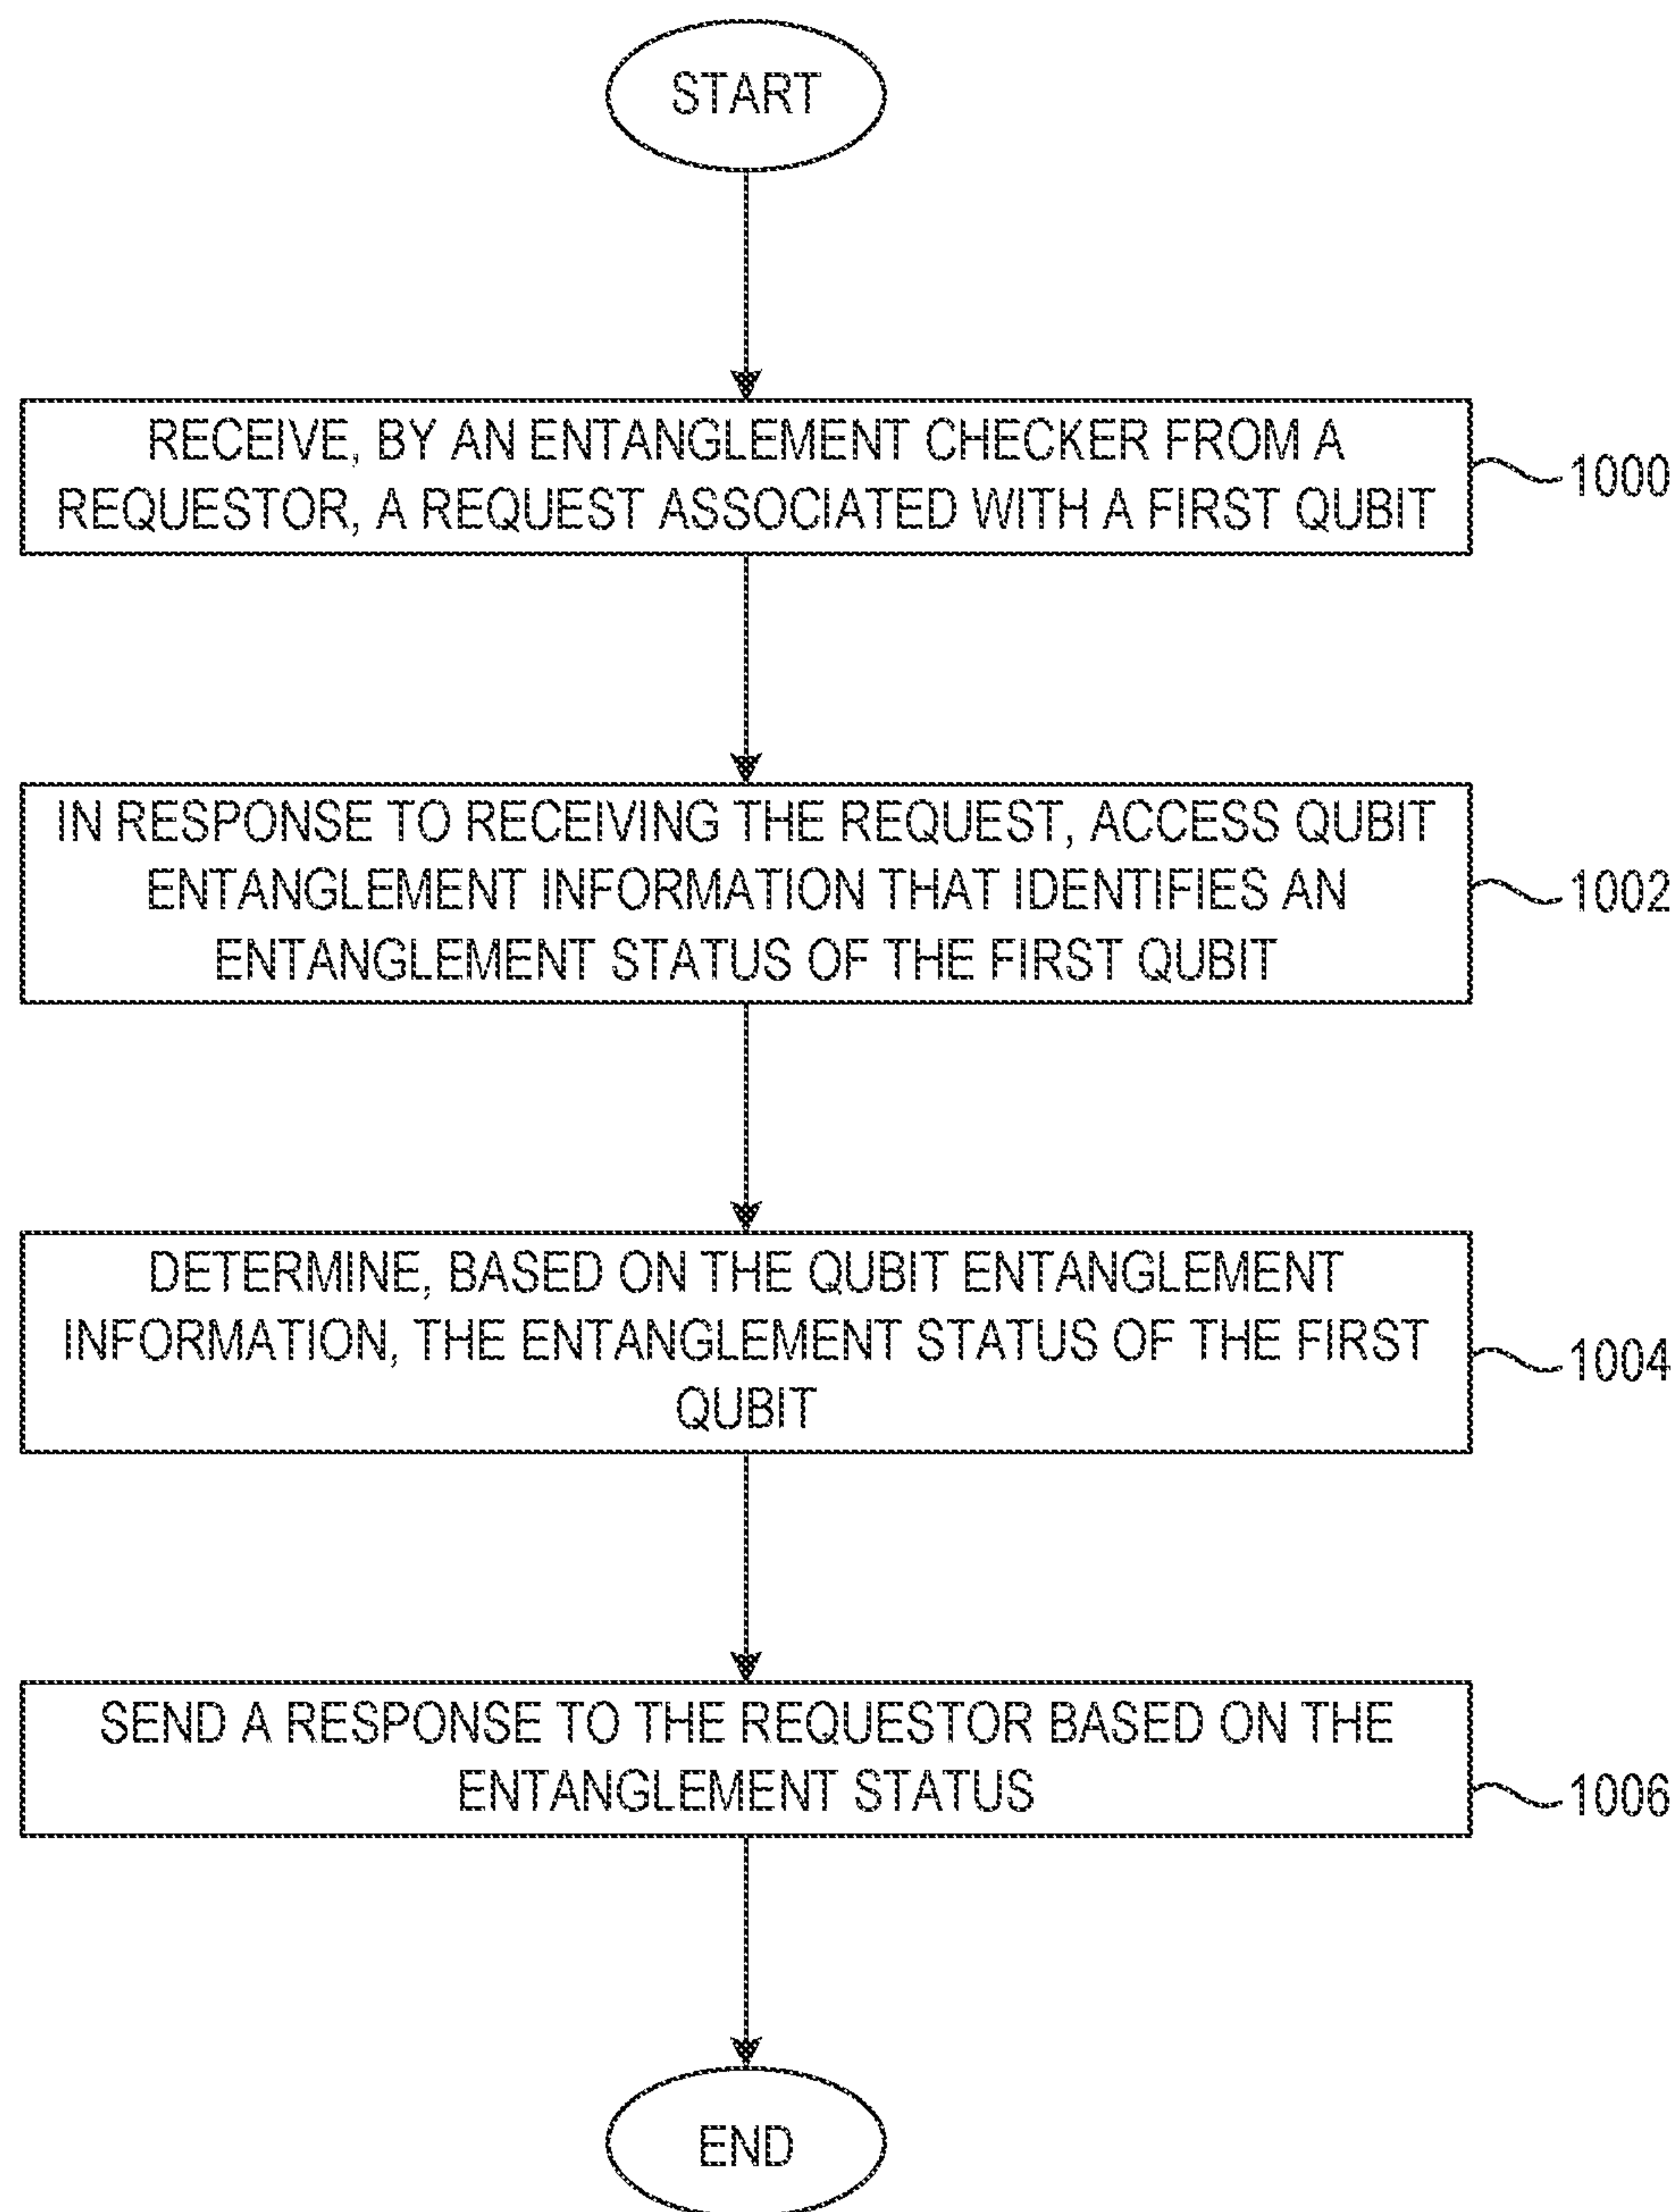 START
RECEIVE, BY AN ENTANGLEMENT CHECKER FROM A
REQUESTOR, A REQUEST ASSOCIATED WITH A FIRST QUBIT
1000
IN RESPONSE TO RECEIVING THE REQUEST, ACCESS QUBIT
ENTANGLEMENT INFORMATION THAT IDENTIFIES AN
ENTANGLEMENT STATUS OF THE FIRST QUBIT
1002
DETERMINE, BASED ON THE QUBIT ENTANGLEMENT
INFORMATION, THE ENTANGLEMENT STATUS OF THE FIRST
QUBIT
1004
SEND A RESPONSE TO THE REQUESTOR BASED ON THE
ENTANGLEMENT STATUS
1006
END